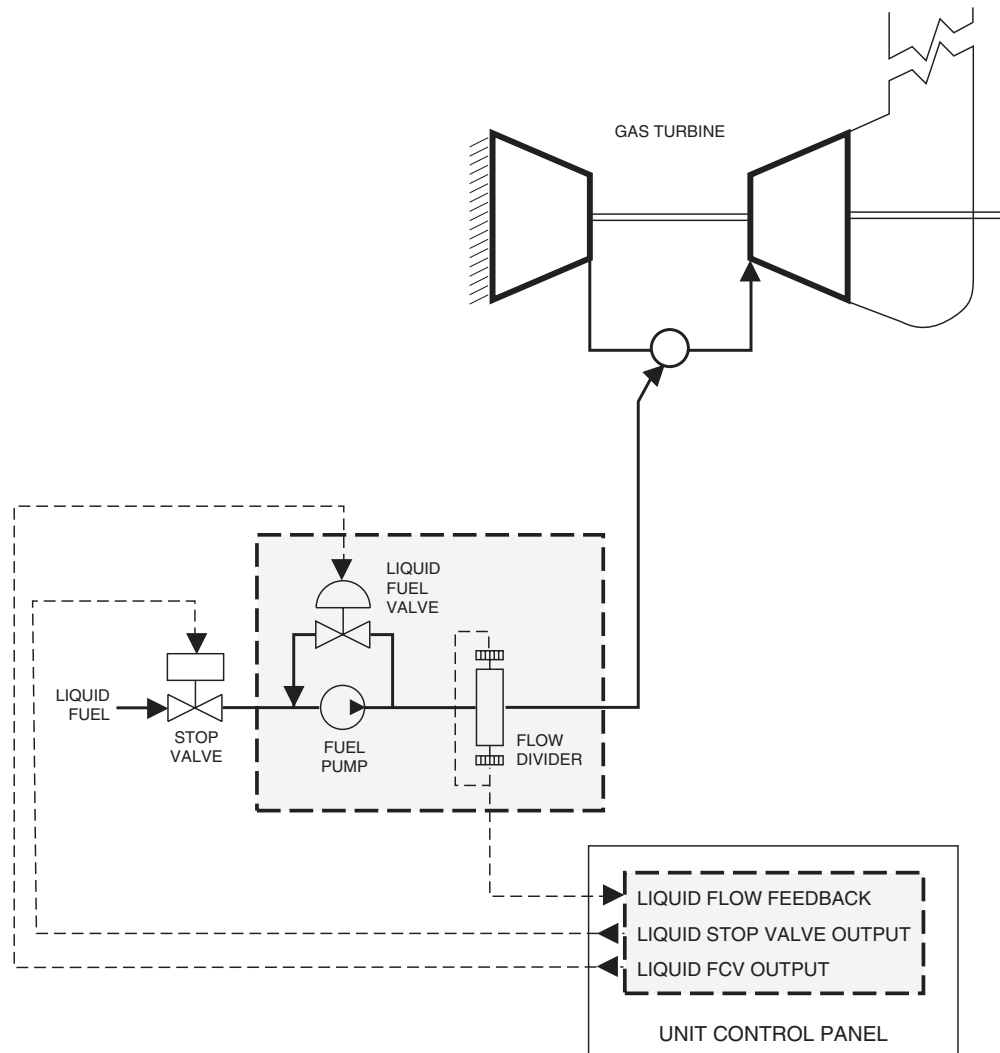 GAS TURBINE
LIQUID
FUEL
VALVE
LIQUID
FUEL
STOP
VALVE
FUEL
PUMP
FLOW
DIVIDER
LIQUID FLOW FEEDBACK
LIQUID STOP VALVE OUTPUT
LIQUID FCV OUTPUT
UNIT CONTROL PANEL